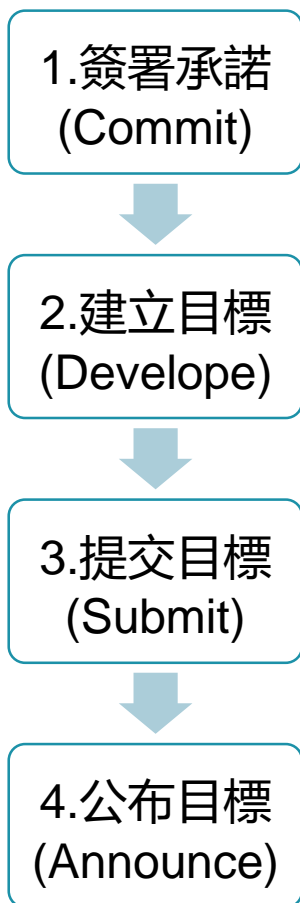 1.簽署承諾
(Commit)
2.建立目標
(Develope)
3.提交目標
(Submit)
4.公布目標
(Announce)